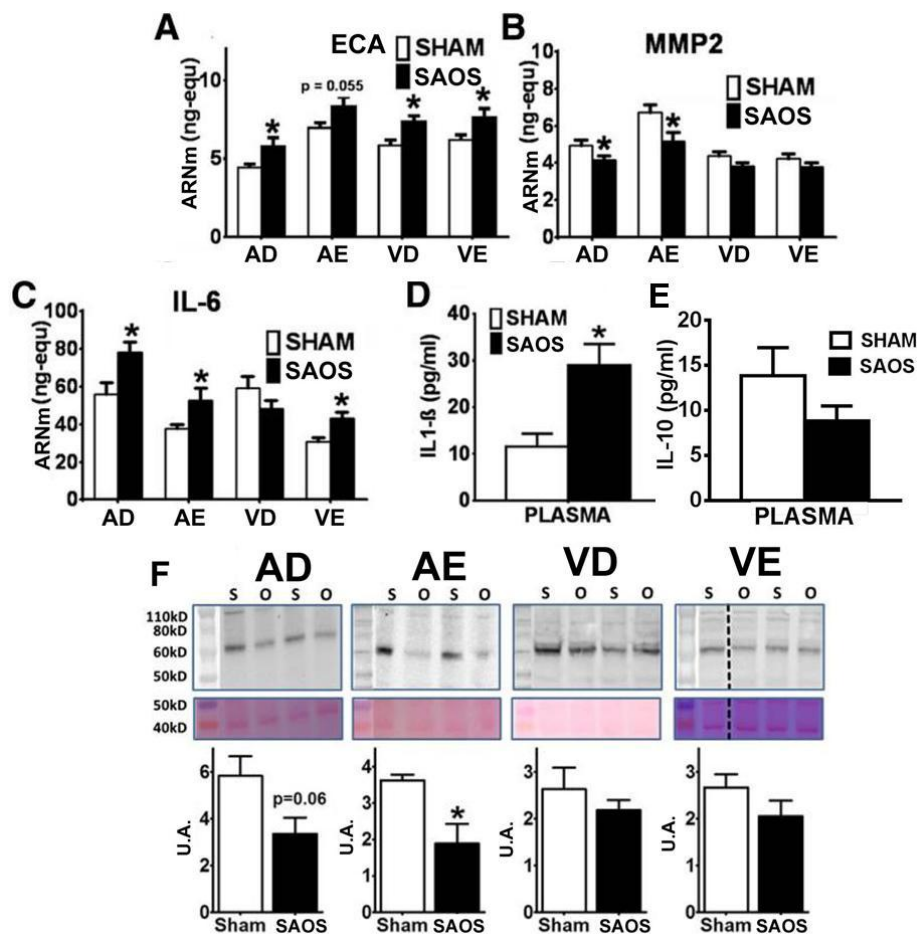 A
ECA
SHAM
SAOS
ARNm (ng-equ)
10
5
0
*
p = 0.055
*
*
AD
AE
VD
VE
B
MMP2
SHAM
SAOS
ARNm (ng-equ)
10
8
6
4
2
0
*
*
AD
AE
VD
VE
C
IL-6
SHAM
SAOS
ARNm (ng-equ)
100
80
60
40
20
0
*
*
*
AD
AE
VD
VE
D
SHAM
SAOS
IL1-ß (pg/ml)
40
30
20
10
0
*
PLASMA
E
SHAM
SAOS
IL-10 (pg/ml)
20
15
10
5
0
PLASMA
F
AD
AE
VD
VE
S O S O
S O S O
S O S O
S O S O
110kD
80kD
60kD
50kD
50kD
40kD
U.A.
6
4
2
0
p=0.06
Sham SAOS
U.A.
4
3
2
1
0
*
Sham SAOS
U.A.
3
2
1
0
Sham SAOS
U.A.
3
2
1
0
Sham SAOS